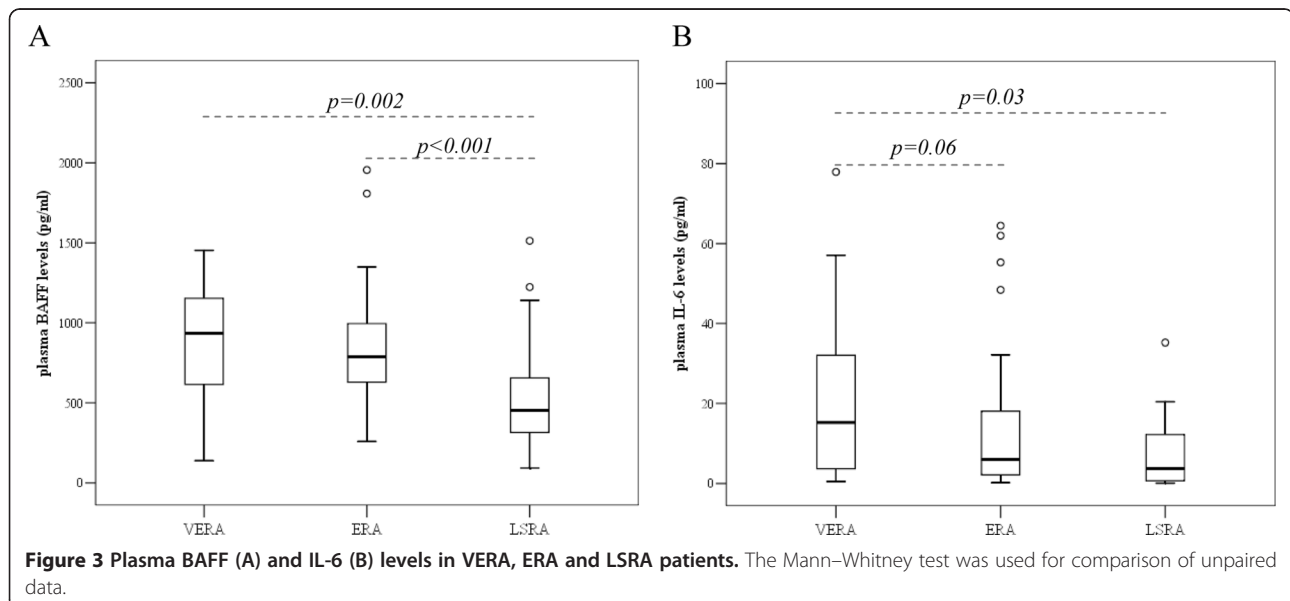 A
plasma BAFF levels (pg/ml)
2500
2000
1500
1000
500
0
p=0.002
p<0.001
VERA
ERA
LSRA
B
plasma IL-6 levels (pg/ml)
100
80
60
40
20
0
p=0.03
p=0.06
VERA
ERA
LSRA
Figure 3 Plasma BAFF (A) and IL-6 (B) levels in VERA, ERA and LSRA patients. The Mann–Whitney test was used for comparison of unpaired
data.